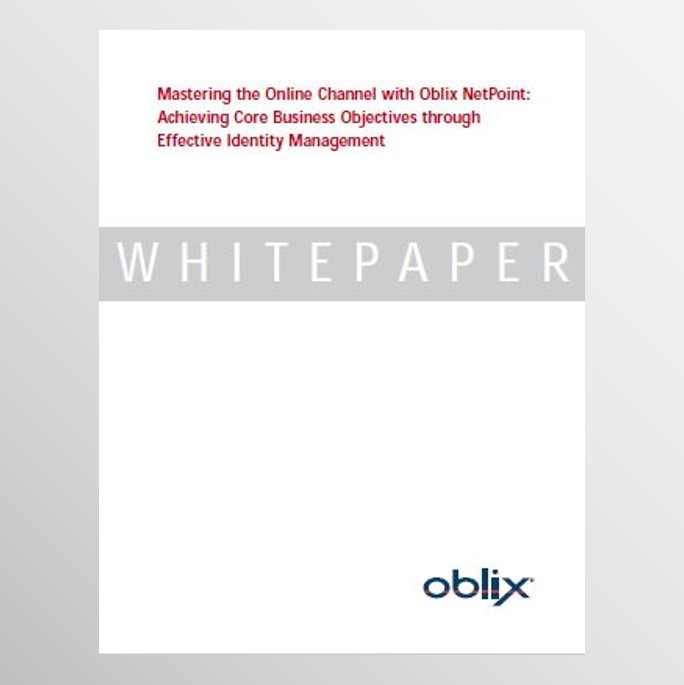 Mastering the Online Channel with Oblix NetPoint:
Achieving Core Business Objectives through
Effective Identity Management
WHITEPAPER
oblix